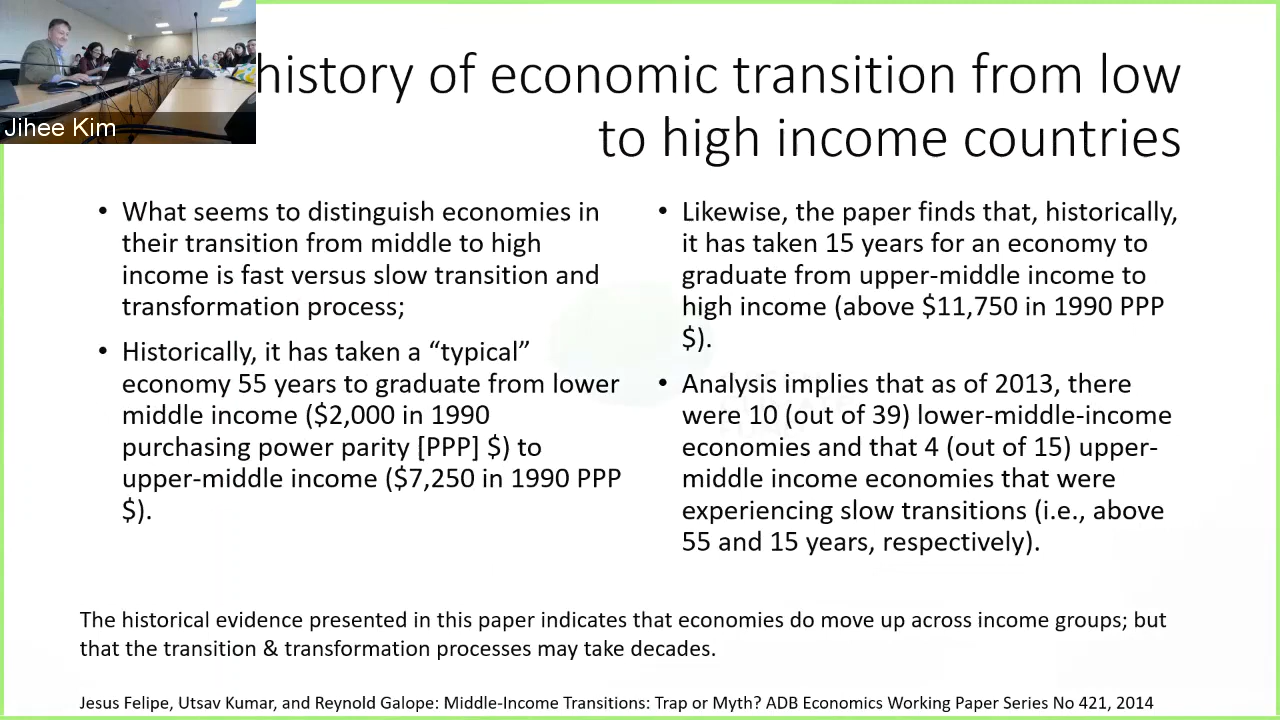 Jihee Kim
history of economic transition from low
to high income countries
• What seems to distinguish economies in
their transition from middle to high
income is fast versus slow transition and
transformation process;
• Historically, it has taken a “typical”
economy 55 years to graduate from lower
middle income ($2,000 in 1990
purchasing power parity [PPP] $) to
upper-middle income ($7,250 in 1990 PPP
$).
• Likewise, the paper finds that, historically,
it has taken 15 years for an economy to
graduate from upper-middle income to
high income (above $11,750 in 1990 PPP
$).
• Analysis implies that as of 2013, there
were 10 (out of 39) lower-middle-income
economies and that 4 (out of 15) upper-
middle income economies that were
experiencing slow transitions (i.e., above
55 and 15 years, respectively).
The historical evidence presented in this paper indicates that economies do move up across income groups; but
that the transition & transformation processes may take decades.
Jesus Felipe, Utsav Kumar, and Reynold Galope: Middle-Income Transitions: Trap or Myth? ADB Economics Working Paper Series No 421, 2014